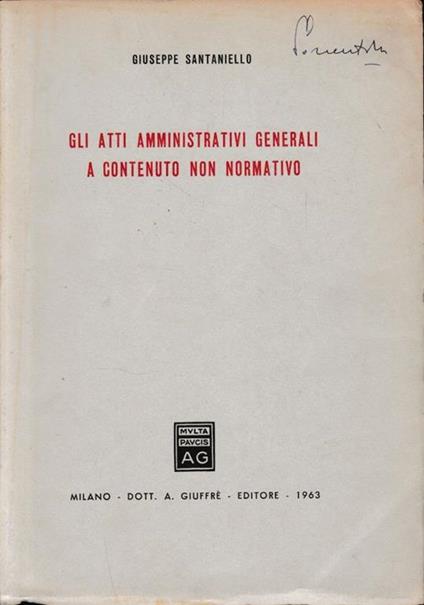 GIUSEPPE SANTANIELLO
GLI ATTI AMMINISTRATIVI GENERALI
A CONTENUTO NON NORMATIVO
MVLTA
PAVCIS
AG
MILANO - DOTT. A. GIUFFRÈ - EDITORE - 1963